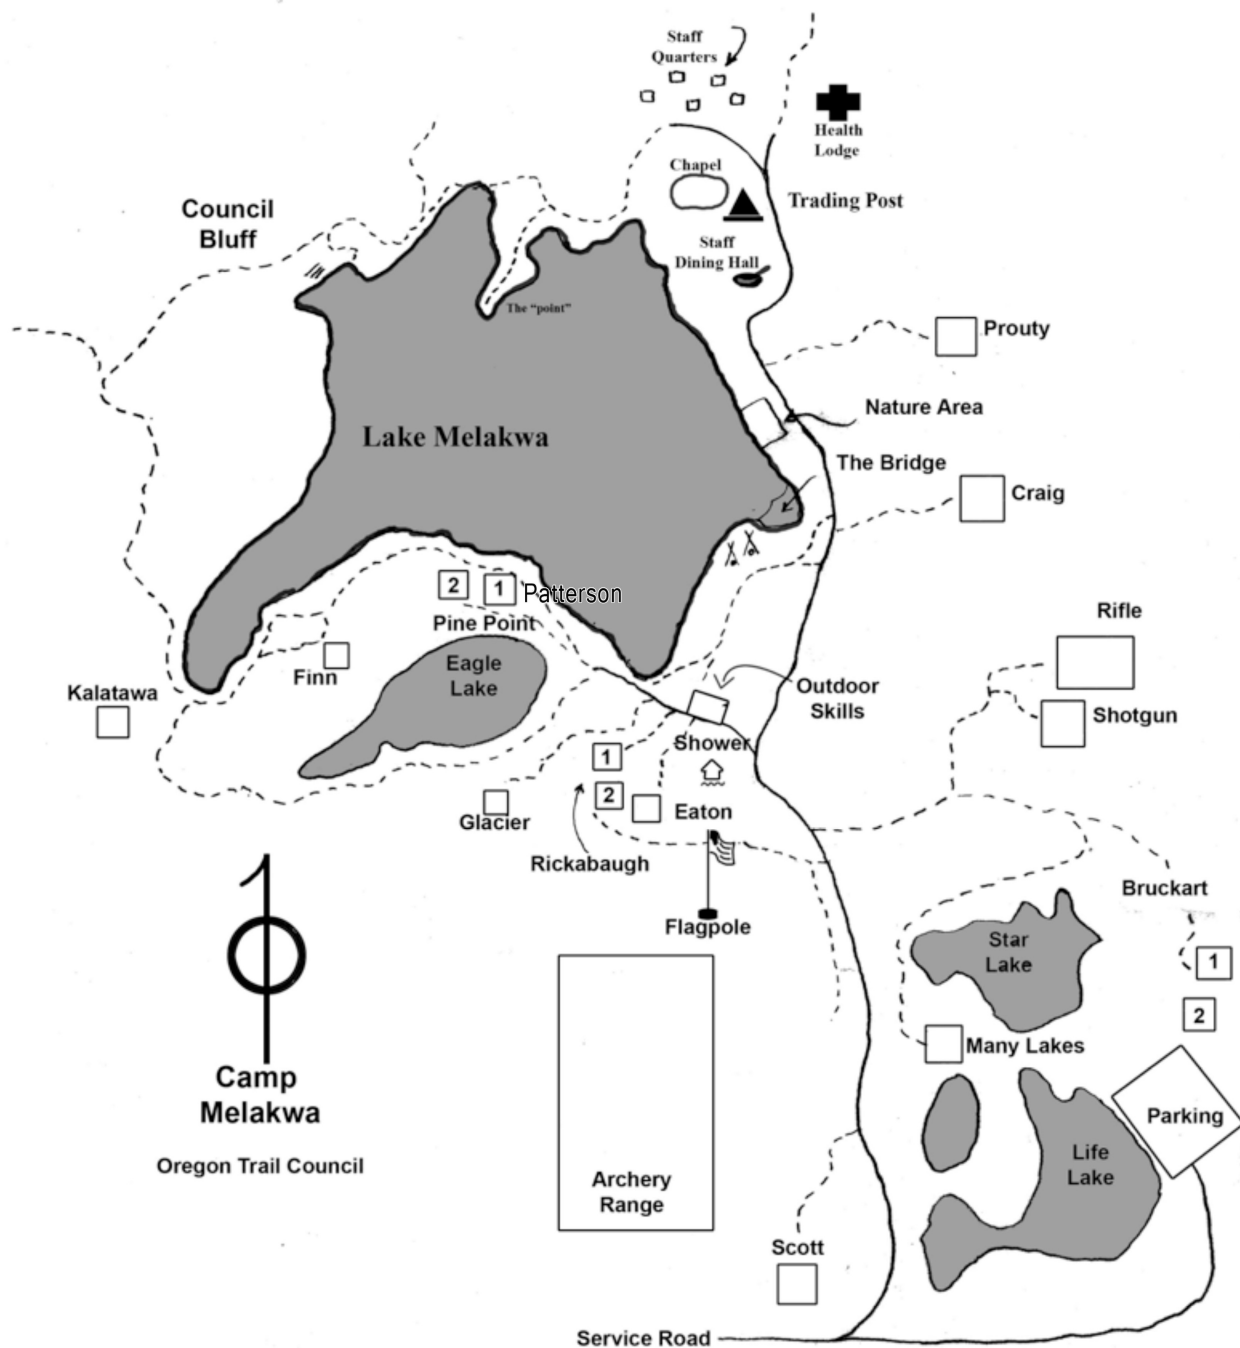 Staff
Quarters
Health
Lodge
Chapel
Trading Post
Council
Bluff
Staff
Dining Hall
The "point"
Prouty
Nature Area
Lake Melakwa
The Bridge
Craig
2
1
Patterson
Pine Point
Rifle
Eagle
Lake
Finn
Kalatawa
Outdoor
Skills
Shotgun
Shower
1
2
Eaton
Glacier
Rickabaugh
Bruckart
Flagpole
Star
Lake
1
2
Many Lakes
Camp
Melakwa
Parking
Oregon Trail Council
Life
Lake
Archery
Range
Scott
Service Road